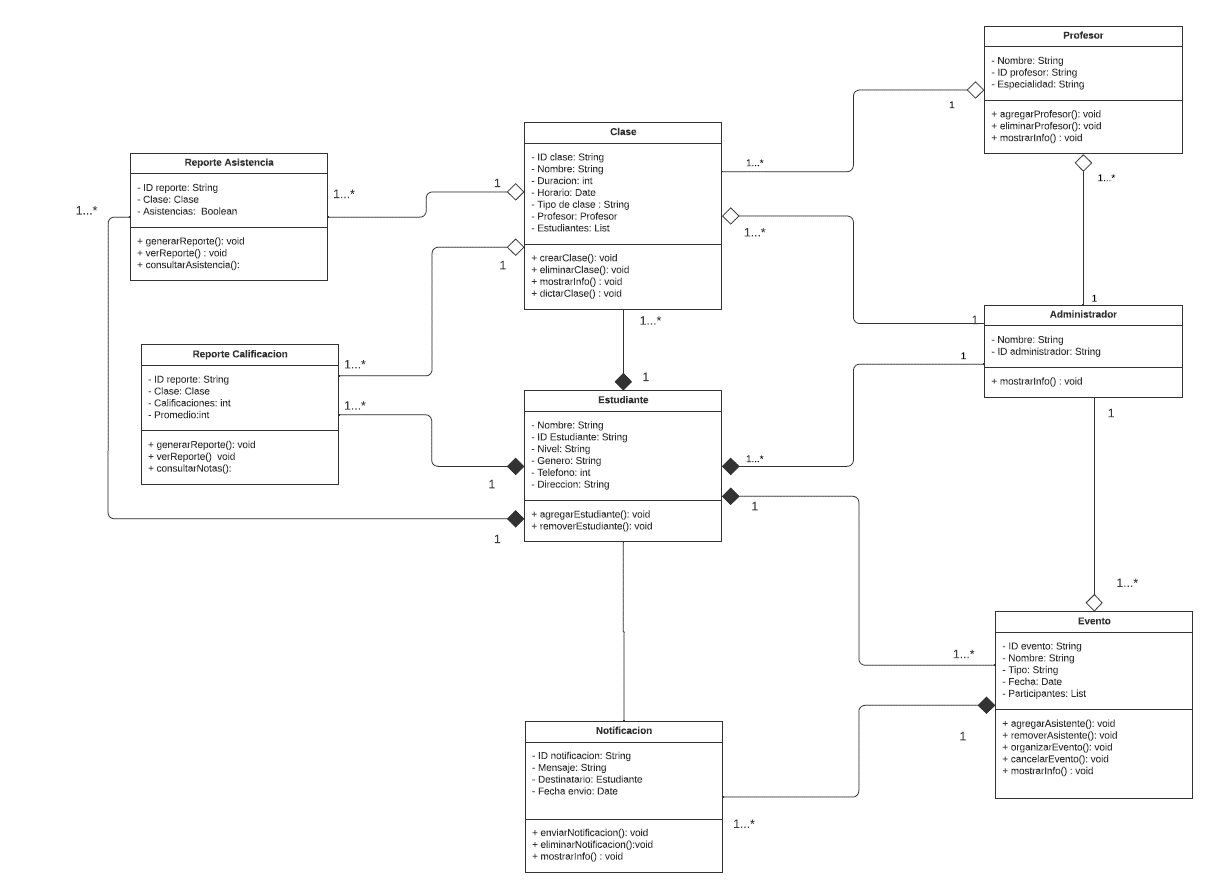 Profesor
- Nombre: String
- ID profesor: String
- Especialidad: String
+ agregarProfesor(): void
+ eliminarProfesor(): void
+ mostrarInfo() : void
1
1...*
Clase
- ID clase: String
- Nombre: String
- Duracion: int
- Horario: Date
- Tipo de clase : String
- Profesor: Profesor
- Estudiantes: List
+ crearClase(): void
+ eliminarClase(): void
+ mostrarInfo() : void
+ dictarClase() : void
1...*
1...*
1
1
1...*
Reporte Asistencia
- ID reporte: String
- Clase: Clase
- Asistencias:  Boolean
+ generarReporte(): void
+ verReporte() : void
+ consultarAsistencia():
1...*
1...*
Reporte Calificacion
- ID reporte: String
- Clase: Clase
- Calificaciones: int
- Promedio:int
+ generarReporte(): void
+ verReporte()  void
+ consultarNotas():
1...*
1...*
Administrador
- Nombre: String
- ID administrador: String
+ mostrarInfo() : void
1
1
1
1
Estudiante
- Nombre: String
- ID Estudiante: String
- Nivel: String
- Genero: String
- Telefono: int
- Direccion: String
+ agregarEstudiante(): void
+ removerEstudiante(): void
1
1...*
1
1
1
Evento
- ID evento: String
- Nombre: String
- Tipo: String
- Fecha: Date
- Participantes: List
+ agregarAsistente(): void
+ removerAsistente(): void
+ organizarEvento(): void
+ cancelarEvento(): void
+ mostrarInfo() : void
1...*
1...*
1
Notificacion
- ID notificacion: String
- Mensaje: String
- Destinatario: Estudiante
- Fecha envio: Date
+ enviarNotificacion(): void
+ eliminarNotificacion():void
+ mostrarInfo() : void
1...*